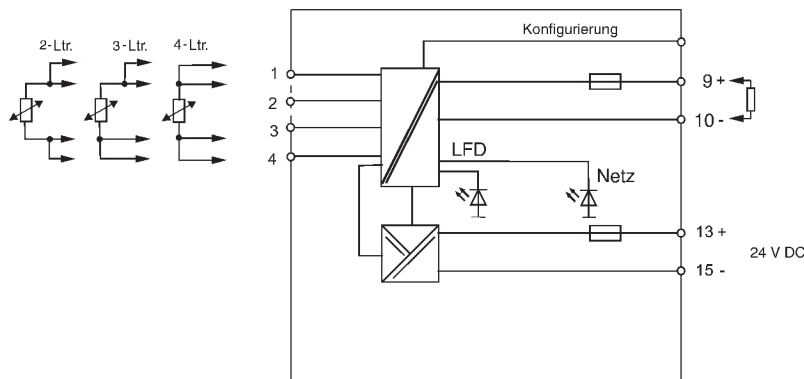 2-Ltr. 3-Ltr. 4-Ltr.
Konfigurierung
1
2
3
4
9 +
10 -
LFD
Netz
13 +
15 -
24 V DC